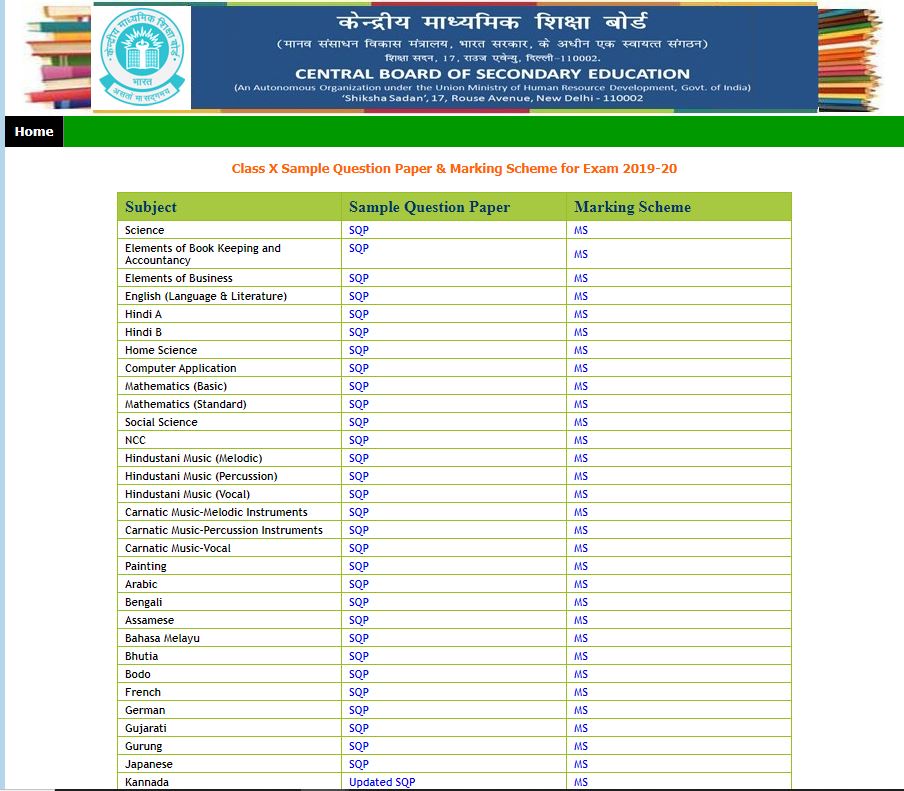 केन्द्रीय माध्यमिक शिक्षा बोर्ड
(मानव संसाधन विकास मंत्रालय, भारत सरकार, के अधीन एक स्वायत्त संगठन)
शिक्षा सदन, 17, राउज एवेन्यु, दिल्ली-110002.
CENTRAL BOARD OF SECONDARY EDUCATION
(An Autonomous Organization under the Union Ministry of Human Resource Development, Govt. of India)
‘Shiksha Sadan’, 17, Rouse Avenue, New Delhi - 110002
केन्द्रीय माध्यमिक शिक्षा बोर्ड
भारत
असतो मा सद्गमय
Home
Class X Sample Question Paper & Marking Scheme for Exam 2019-20
Subject Sample Question Paper Marking Scheme
Science SQP MS
Elements of Book Keeping and SQP MS
Accountancy
Elements of Business SQP MS
English (Language & Literature) SQP MS
Hindi A SQP MS
Hindi B SQP MS
Home Science SQP MS
Computer Application SQP MS
Mathematics (Basic) SQP MS
Mathematics (Standard) SQP MS
Social Science SQP MS
NCC SQP MS
Hindustani Music (Melodic) SQP MS
Hindustani Music (Percussion) SQP MS
Hindustani Music (Vocal) SQP MS
Carnatic Music-Melodic Instruments SQP MS
Carnatic Music-Percussion Instruments SQP MS
Carnatic Music-Vocal SQP MS
Painting SQP MS
Arabic SQP MS
Bengali SQP MS
Assamese SQP MS
Bahasa Melayu SQP MS
Bhutia SQP MS
Bodo SQP MS
French SQP MS
German SQP MS
Gujarati SQP MS
Gurung SQP MS
Japanese SQP MS
Kannada Updated SQP MS